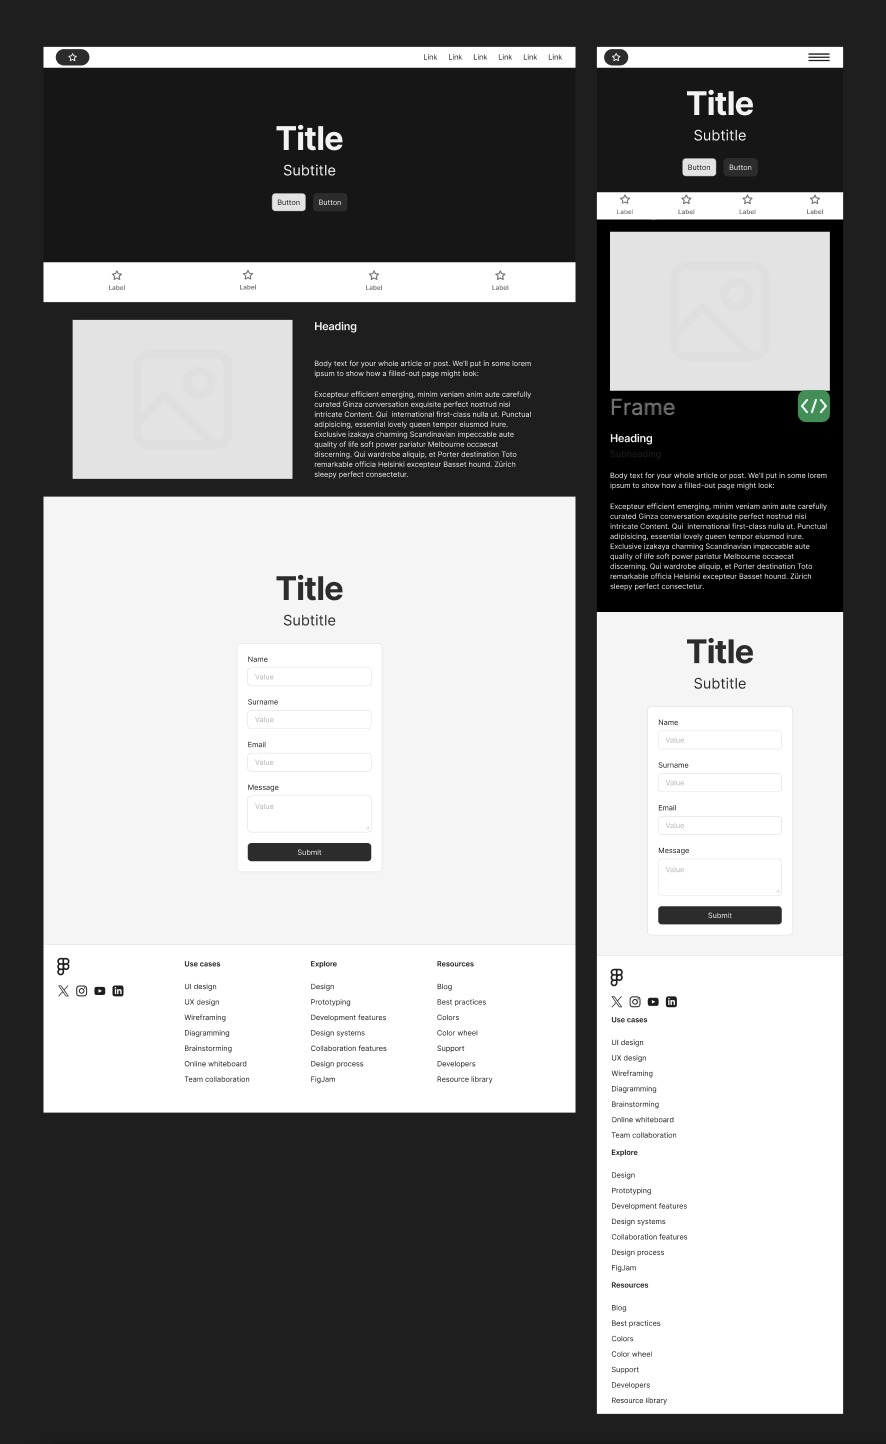 Link Link Link Link Link Link
Title
Subtitle
Button Button
Label Label Label Label
Heading
Body text for your whole article or post. We'll put in some lorem
ipsum to show how a filled-out page might look:
Excepteur efficient emerging, minim veniam anim aute carefully
curated Ginza conversation exquisite perfect nostrud nisi
intricate Content. Qui international first-class nulla ut. Punctual
adipisicing, essential lovely queen tempor eiusmod irure.
Exclusive izakaya charming Scandinavian impeccable aute
quality of life soft power pariatur Melbourne occaecat
discerning. Qui wardrobe aliquip, et Porter destination Toto
remarkable officia Helsinki excepteur Basset hound. Zürich
sleepy perfect consectetur.
Title
Subtitle
Name
Value
Surname
Value
Email
Value
Message
Value
Submit
Use cases
UI design
UX design
Wireframing
Diagramming
Brainstorming
Online whiteboard
Team collaboration
Explore
Design
Prototyping
Development features
Design systems
Collaboration features
Design process
FigJam
Resources
Blog
Best practices
Colors
Color wheel
Support
Developers
Resource library
Title
Subtitle
Button Button
Label Label Label Label
Frame
Heading
Subheading
Body text for your whole article or post. We'll put in some lorem
ipsum to show how a filled-out page might look:
Excepteur efficient emerging, minim veniam anim aute carefully
curated Ginza conversation exquisite perfect nostrud nisi
intricate Content. Qui international first-class nulla ut. Punctual
adipisicing, essential lovely queen tempor eiusmod irure.
Exclusive izakaya charming Scandinavian impeccable aute
quality of life soft power pariatur Melbourne occaecat
discerning. Qui wardrobe aliquip, et Porter destination Toto
remarkable officia Helsinki excepteur Basset hound. Zürich
sleepy perfect consectetur.
Title
Subtitle
Name
Value
Surname
Value
Email
Value
Message
Value
Submit
Use cases
UI design
UX design
Wireframing
Diagramming
Brainstorming
Online whiteboard
Team collaboration
Explore
Design
Prototyping
Development features
Design systems
Collaboration features
Design process
FigJam
Resources
Blog
Best practices
Colors
Color wheel
Support
Developers
Resource library